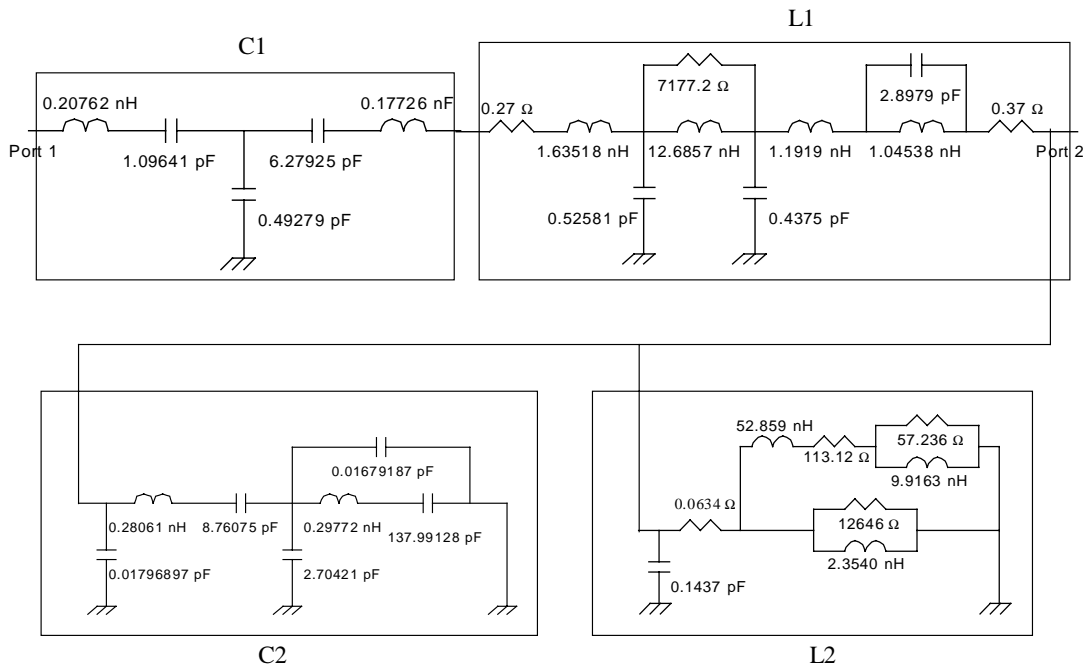 C1
L1
0.20762 nH
0.17726 nF
Port 1
1.09641 pF
6.27925 pF
0.49279 pF
0.27 Ω
7177.2 Ω
2.8979 pF
0.37 Ω
1.63518 nH
12.6857 nH
1.1919 nH
1.04538 nH
Port 2
0.52581 pF
0.4375 pF
0.01679187 pF
0.28061 nH
8.76075 pF
0.29772 nH
137.99128 pF
0.01796897 pF
2.70421 pF
C2
52.859 nH
113.12 Ω
57.236 Ω
9.9163 nH
0.0634 Ω
12646 Ω
2.3540 nH
0.1437 pF
L2